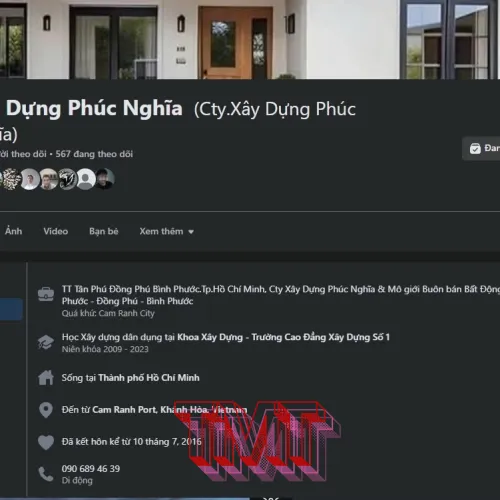 Dựng Phúc Nghĩa (Cty.Xây Dựng Phúc
ĩa)
ời theo dõi • 567 đang theo dõi
Đan
Ảnh Video Bạn bè Xem thêm
TT Tân Phú Đồng Phú Bình Phước.Tp.Hồ Chí Minh, Cty Xây Dựng Phúc Nghĩa & Mô giới Buôn bán Bất Động
Phước - Đồng Phú - Bình Phước
Quá khứ: Cam Ranh City
Học Xây dựng dân dụng tại Khoa Xây Dựng - Trường Cao Đẳng Xây Dựng Số 1
Niên khóa 2009 - 2023
Sống tại Thành phố Hồ Chí Minh
Đến từ Cam Ranh Port, Khánh Hòa, Vietnam
Đã kết hôn kể từ 10 tháng 7, 2016
TMT
090 689 46 39
Di động